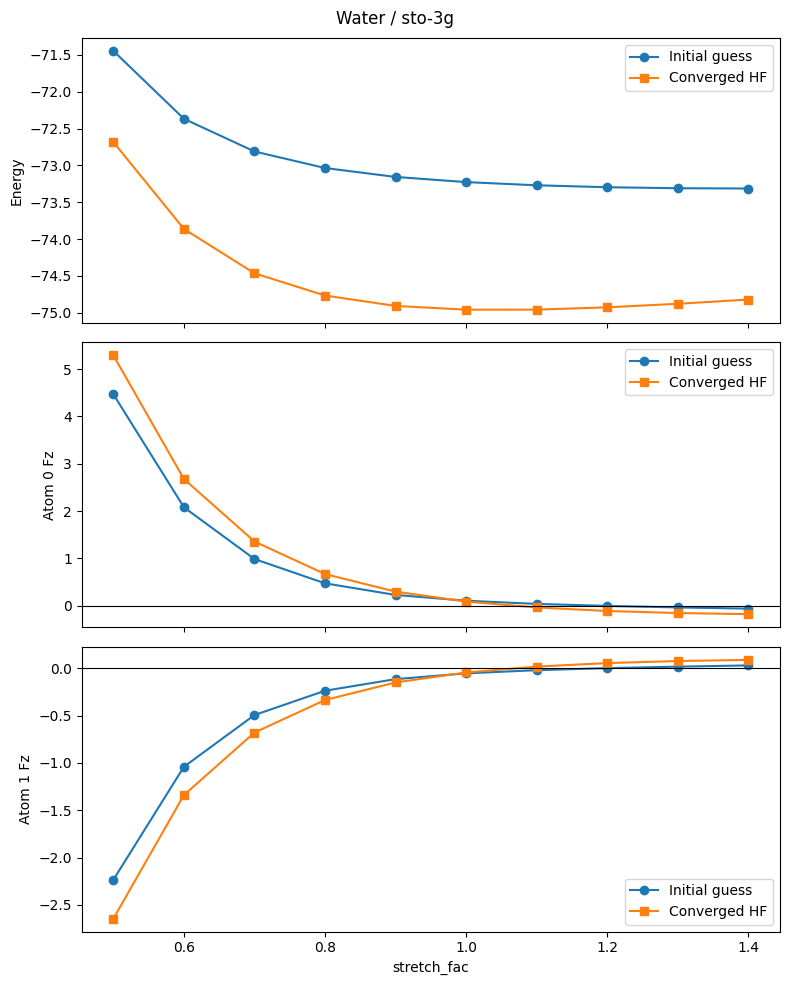 Water / sto-3g
Energy
−71.5
−72.0
−72.5
−73.0
−73.5
−74.0
−74.5
−75.0
Initial guess
Converged HF
Atom 0 Fz
5
4
3
2
1
0
Initial guess
Converged HF
Atom 1 Fz
0.0
−0.5
−1.0
−1.5
−2.0
−2.5
Initial guess
Converged HF
0.6 0.8 1.0 1.2 1.4
stretch_fac